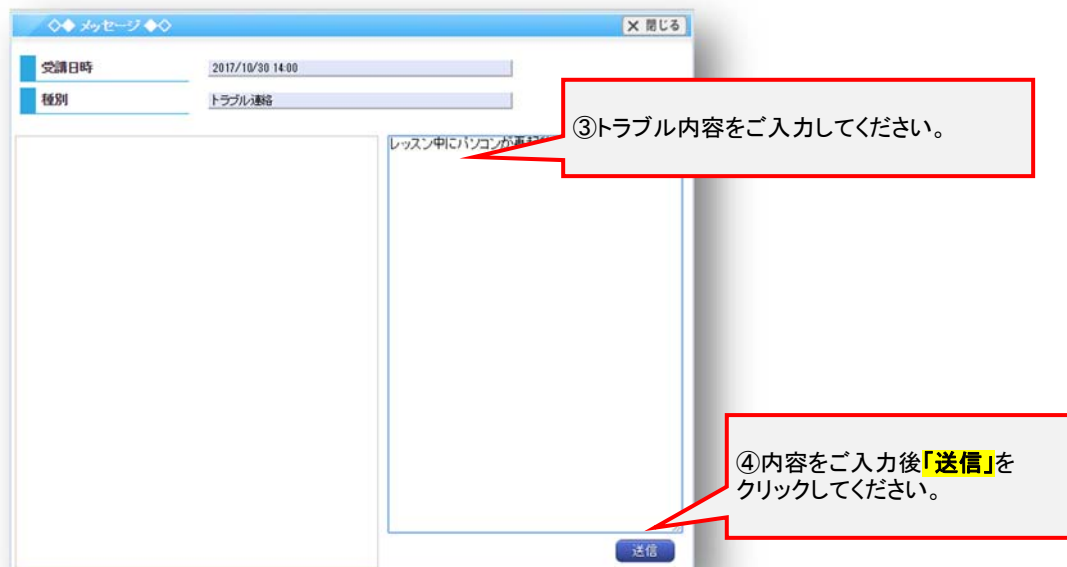 ◇◆ メッセージ ◆◇
✕ 閉じる
受講日時
2017/10/30 14:00
種別
トラブル連絡
③トラブル内容をご入力してください。
レッスン中にパソコンが
④内容をご入力後「送信」を
クリックしてください。
送信